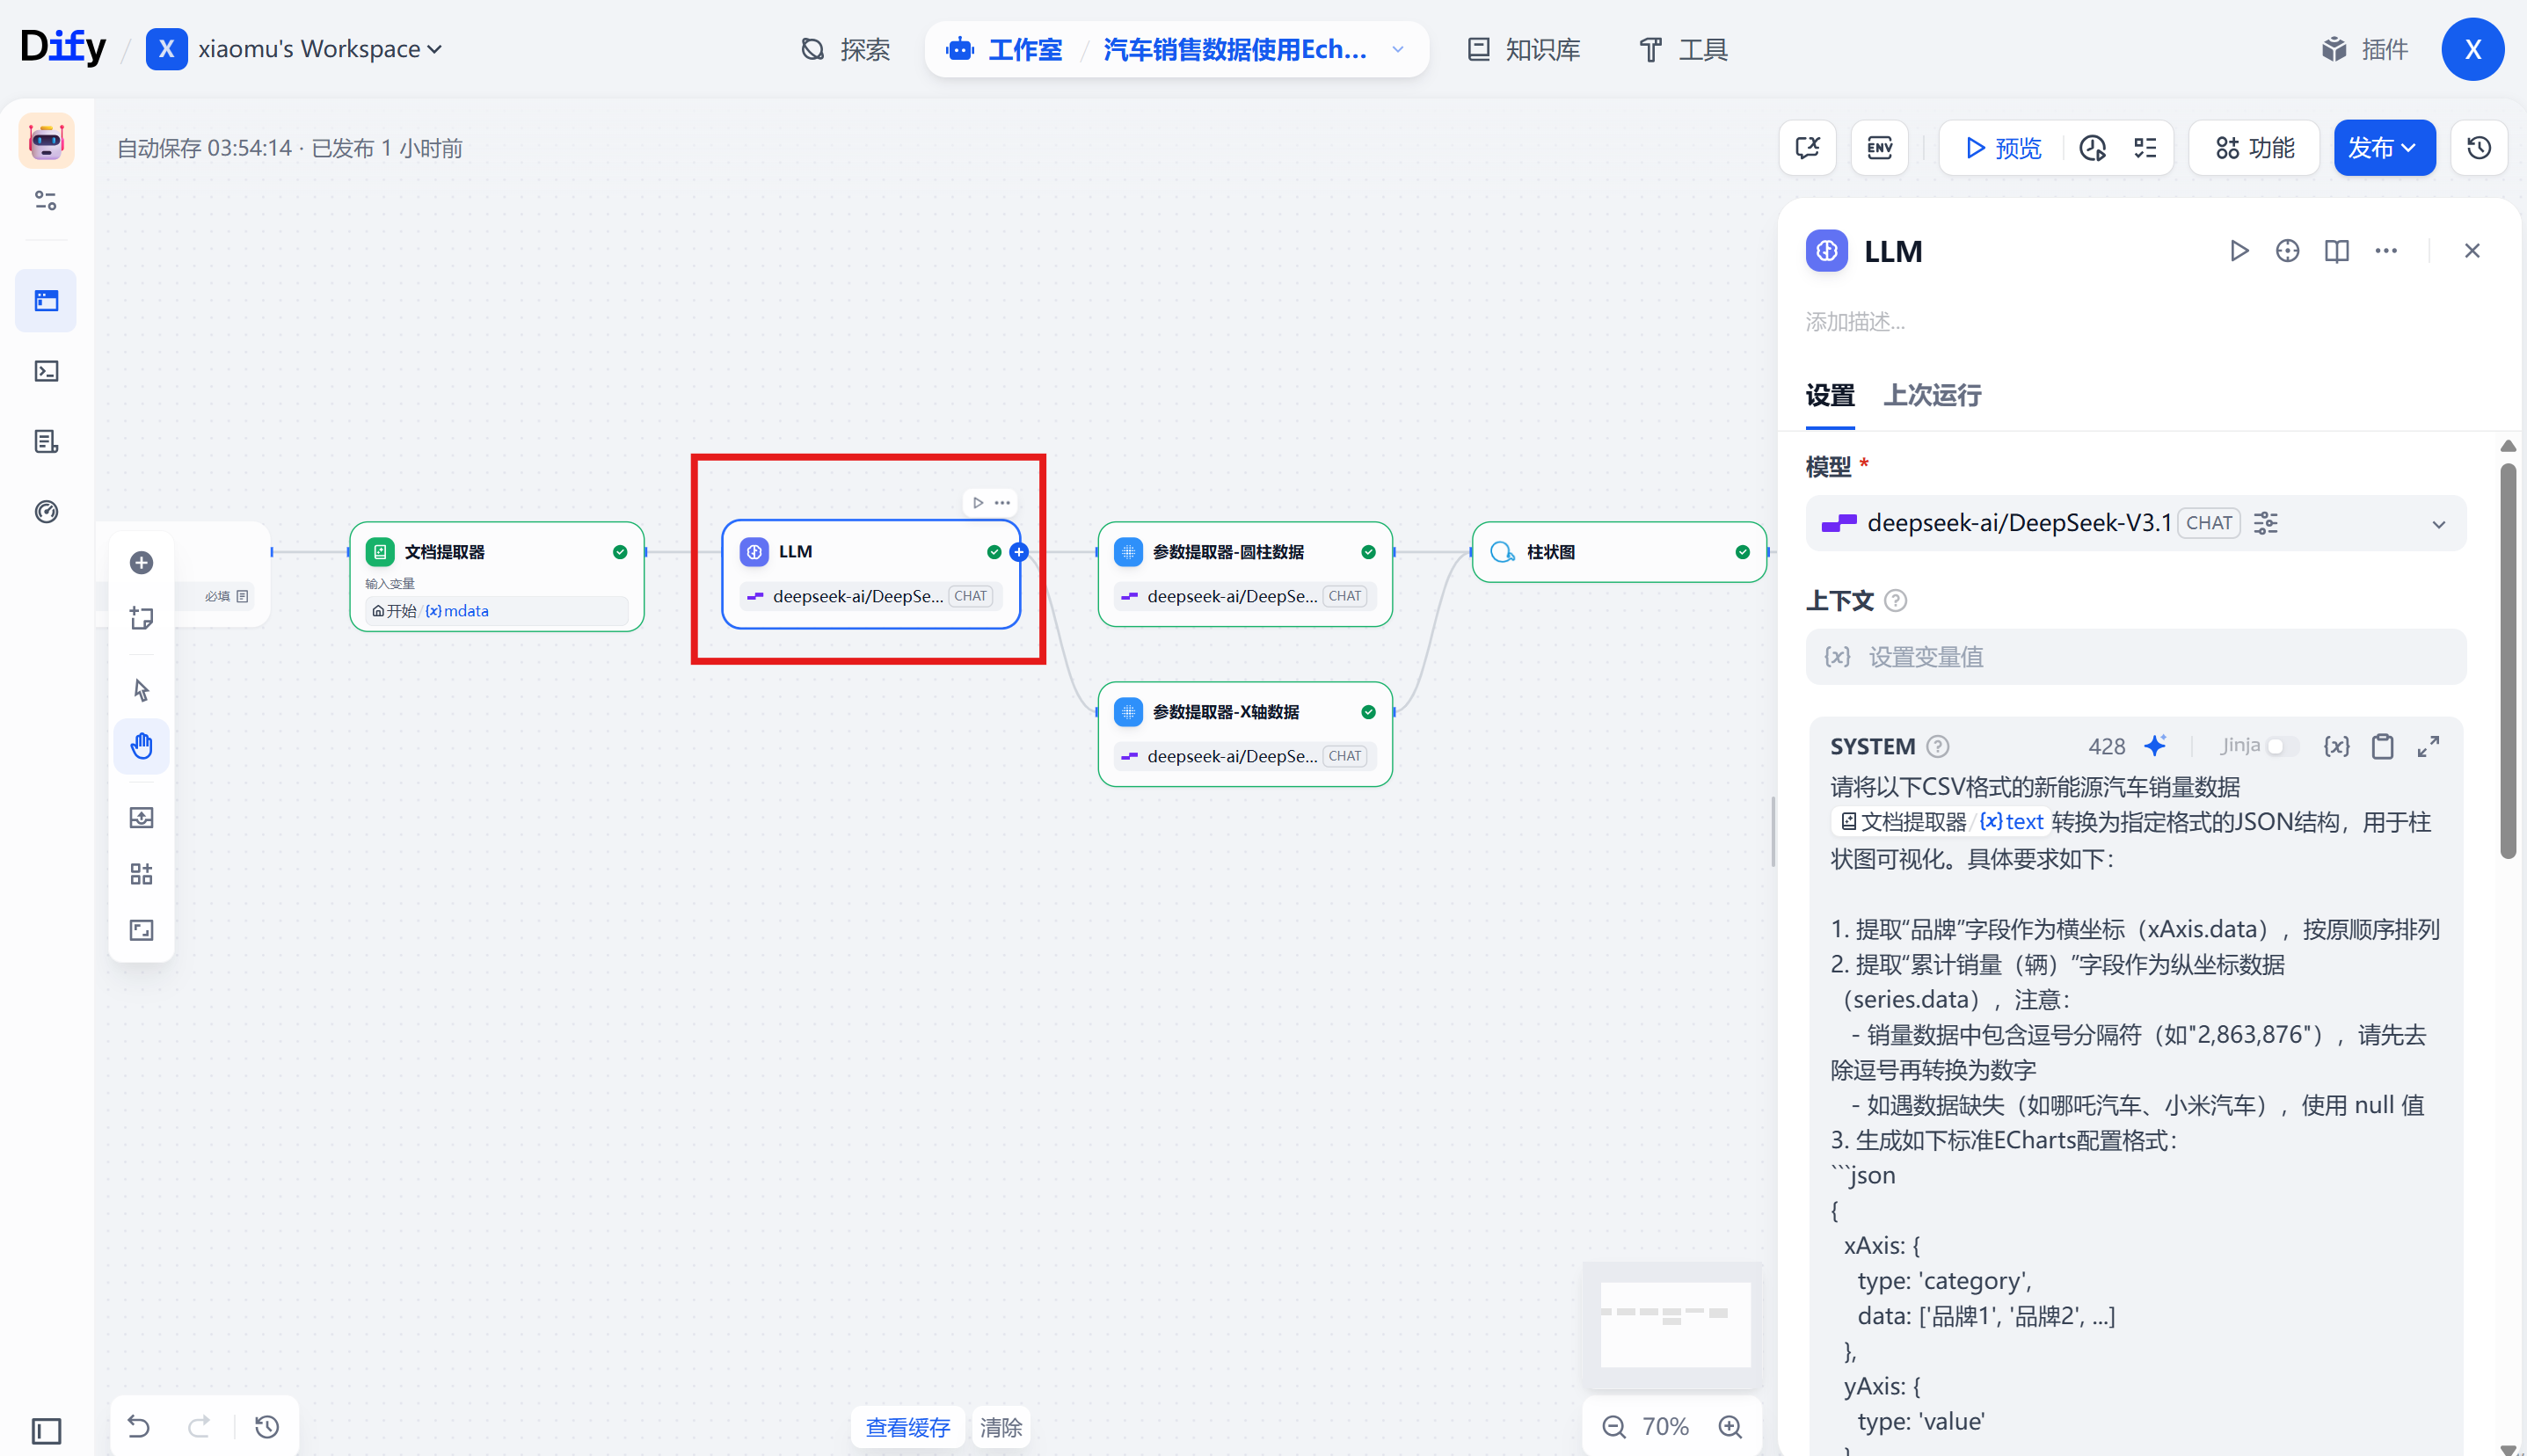 Dify / X xiaomu's Workspace
探索
工作室 / 汽车销售数据使用Ech...
知识库
工具
插件
X
自动保存 03:54:14 · 已发布 1 小时前
ENV
预览
功能
发布
LLM
添加描述...
设置 上次运行
模型 *
deepseek-ai/DeepSeek-V3.1 CHAT
上下文
{x} 设置变量值
SYSTEM 428 Jinja {x}
请将以下CSV格式的新能源汽车销量数据
文档提取器/{x}text转换为指定格式的JSON结构，用于柱
状图可视化。具体要求如下：
1. 提取“品牌”字段作为横坐标（xAxis.data），按原顺序排列
2. 提取“累计销量（辆）”字段作为纵坐标数据
（series.data），注意：
- 销量数据中包含逗号分隔符（如"2,863,876"），请先去
除逗号再转换为数字
- 如遇数据缺失（如哪吒汽车、小米汽车），使用 null 值
3. 生成如下标准ECharts配置格式：
```json
{
xAxis: {
type: 'category',
data: ['品牌1', '品牌2', ...]
},
yAxis: {
type: 'value'
必填
文档提取器
输入变量
开始/{x}mdata
LLM
deepseek-ai/DeepSe... CHAT
参数提取器-圆柱数据
deepseek-ai/DeepSe... CHAT
柱状图
参数提取器-X轴数据
deepseek-ai/DeepSe... CHAT
查看缓存 清除
70%